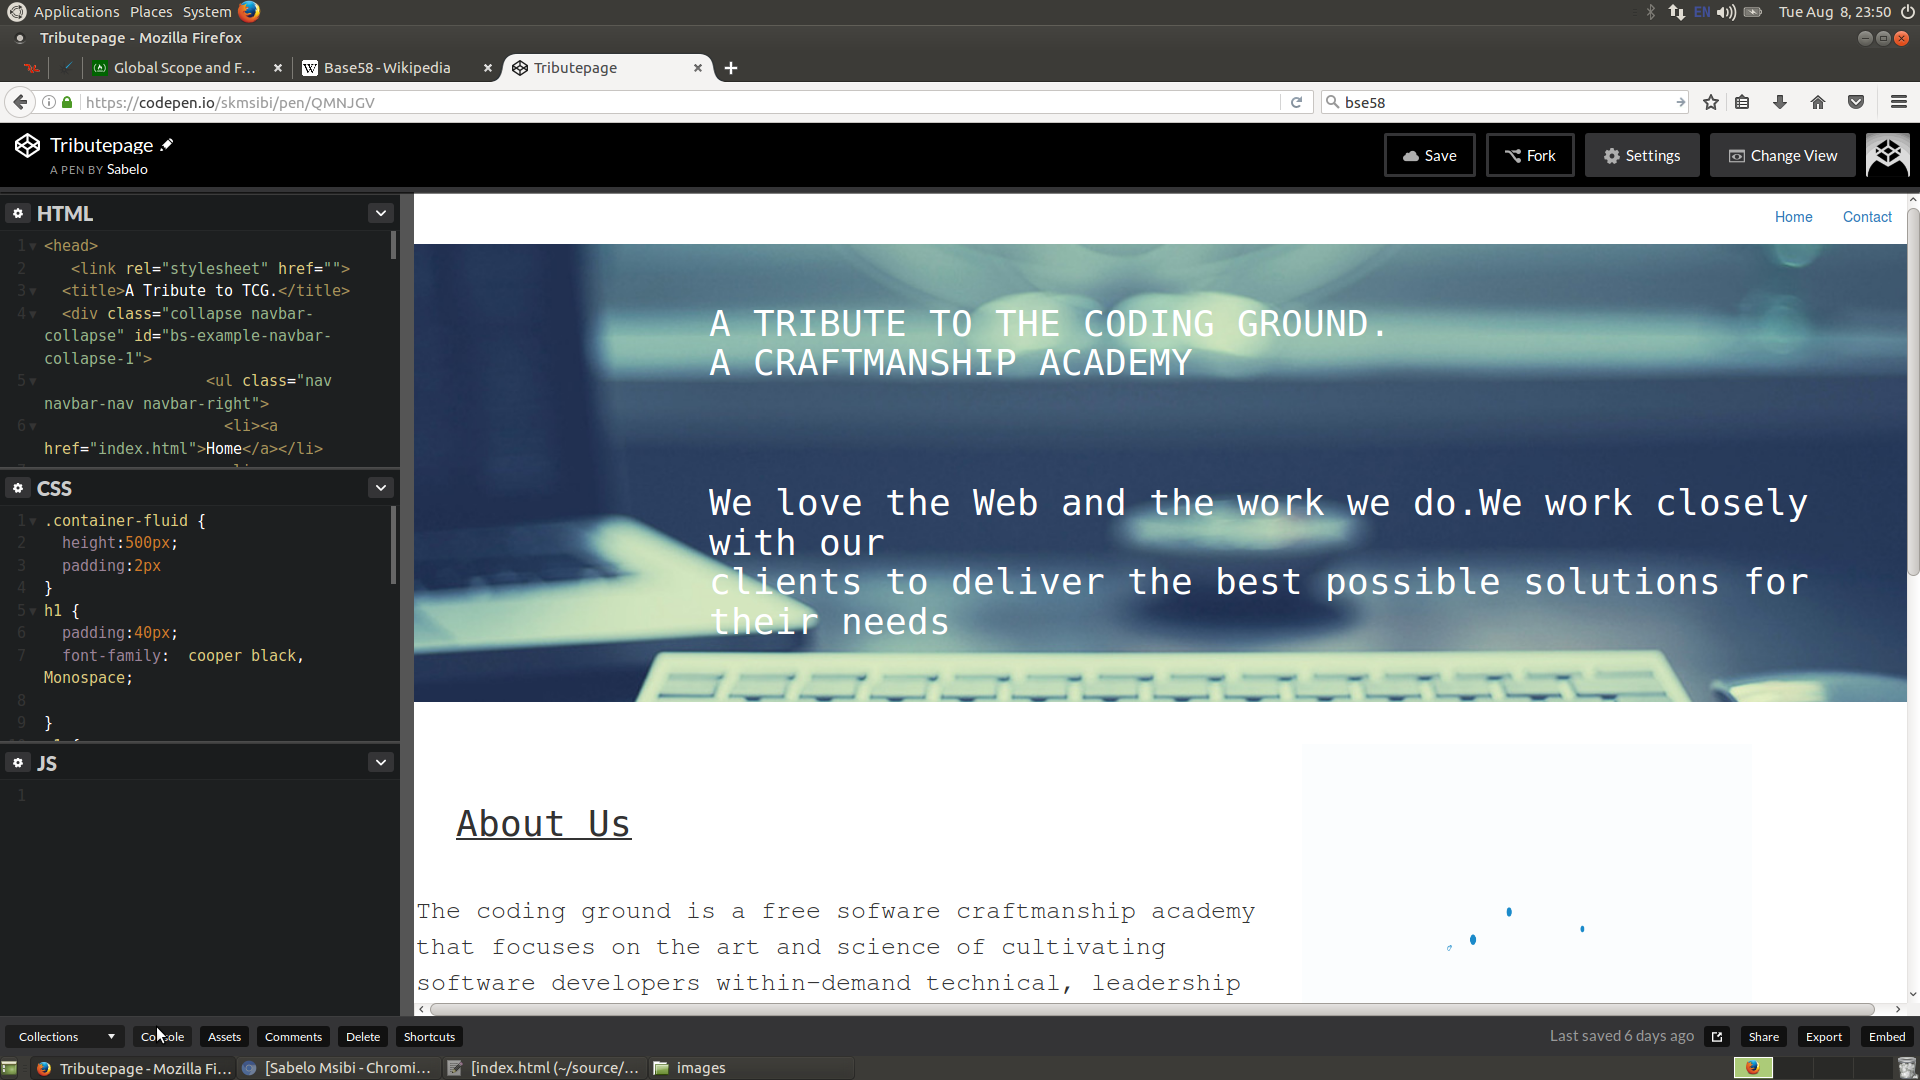 Applications Places System
EN
Tue Aug 8, 23:50
Tributepage - Mozilla Firefox
Global Scope and F...
Base58 - Wikipedia
Tributepage
https://codepen.io/skmsibi/pen/QMNJGV
bse58
Tributepage
A PEN BY Sabelo
Save
Fork
Settings
Change View
HTML
1 <head>
2 <link rel="stylesheet" href="">
3 <title>A Tribute to TCG.</title>
4 <div class="collapse navbar-
collapse" id="bs-example-navbar-
collapse-1">
5 <ul class="nav
navbar-nav navbar-right">
6 <li><a
href="index.html">Home</a></li>
CSS
1 .container-fluid {
2 height:500px;
3 padding:2px
4 }
5 h1 {
6 padding:40px;
7 font-family: cooper black,
Monospace;
8
9 }
JS
1
Home
Contact
A TRIBUTE TO THE CODING GROUND.
A CRAFTMANSHIP ACADEMY
We love the Web and the work we do.We work closely
with our
clients to deliver the best possible solutions for
their needs
About Us
The coding ground is a free sofware craftmanship academy
that focuses on the art and science of cultivating
software developers within-demand technical, leadership
Collections
Console
Assets
Comments
Delete
Shortcuts
Last saved 6 days ago
Share
Export
Embed
Tributepage - Mozilla Fi...
[Sabelo Msibi - Chromi...
[index.html (~/source/...
images